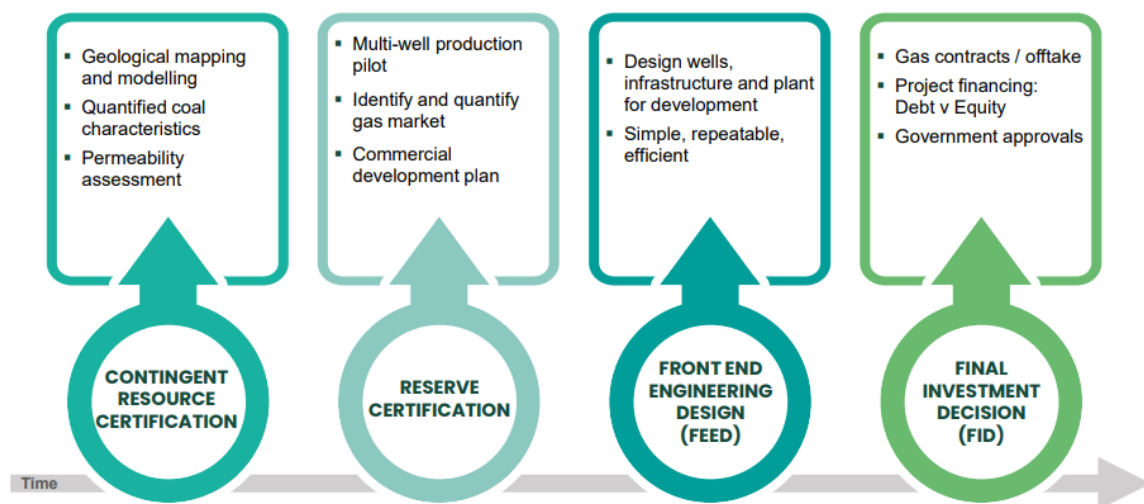 ▪ Geological mapping
and modelling
▪ Quantified coal
characteristics
▪ Permeability
assessment
▪ Multi-well production
pilot
▪ Identify and quantify
gas market
▪ Commercial
development plan
▪ Design wells,
infrastructure and plant
for development
▪ Simple, repeatable,
efficient
▪ Gas contracts / offtake
▪ Project financing:
Debt v Equity
▪ Government approvals
CONTINGENT
RESOURCE
CERTIFICATION
RESERVE
CERTIFICATION
FRONT END
ENGINEERING
DESIGN
(FEED)
FINAL
INVESTMENT
DECISION
(FID)
Time